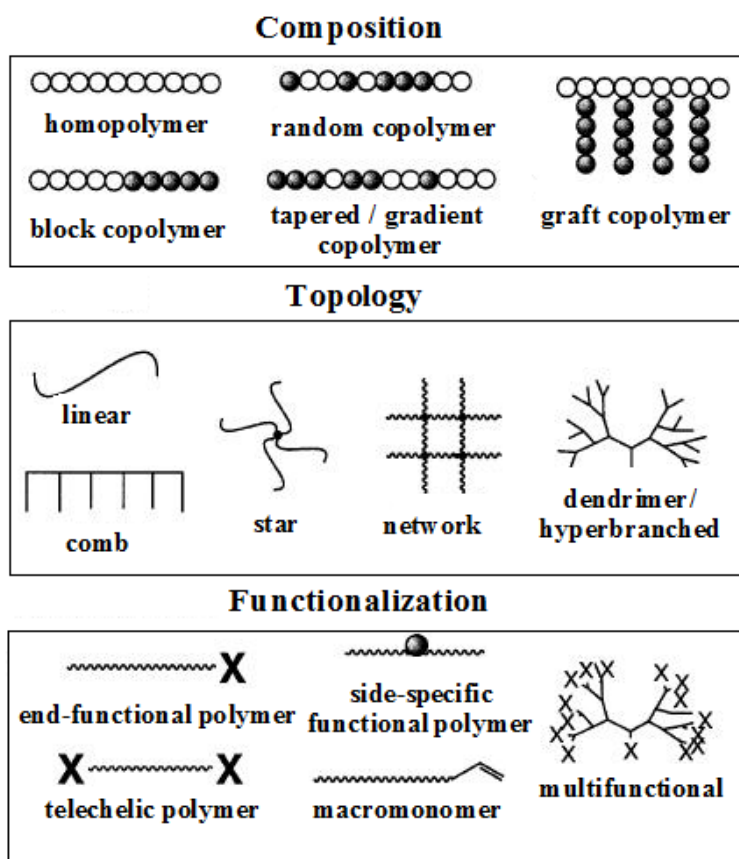 Composition
homopolymer
random copolymer
block copolymer
tapered / gradient
copolymer
graft copolymer
Topology
linear
comb
star
network
dendrimer/
hyperbranched
Functionalization
X
end-functional polymer
side-specific
functional polymer
X X
telechelic polymer
macromonomer
X X X X X X X X X X X X X X X
multifunctional